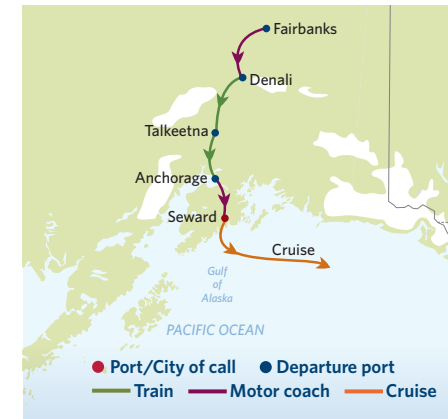 Fairbanks
Denali
Talkeetna
Anchorage
Seward
Cruise
Gulf
of
Alaska
PACIFIC OCEAN
Port/City of call Departure port
Train Motor coach Cruise